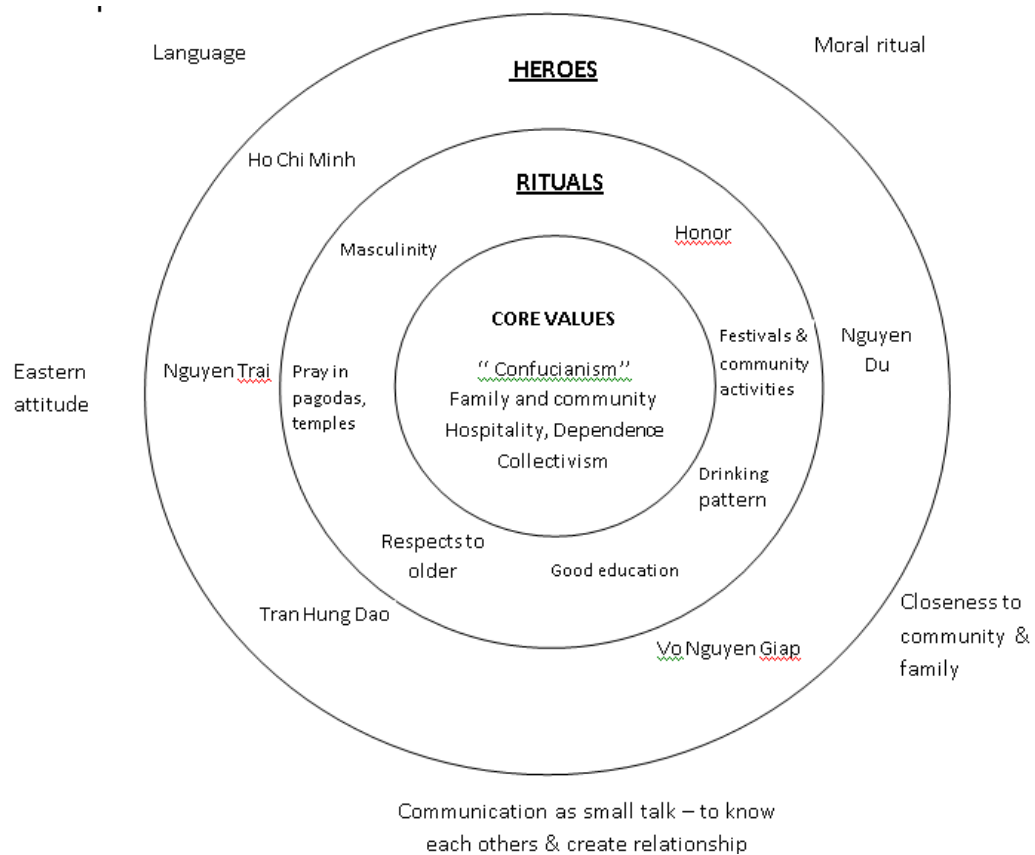 Language
Moral ritual
HEROES
Ho Chi Minh
RITUALS
Honor
Masculinity
CORE VALUES
“ Confucianism”
Family and community
Hospitality, Dependence
Collectivism
Festivals &
community
activities
Nguyen
Du
Eastern
attitude
Nguyen Trai
Pray in
pagodas,
temples
Drinking
pattern
Respects to
older
Good education
Tran Hung Dao
Vo Nguyen Giap
Closeness to
community &
family
Communication as small talk – to know
each others & create relationship